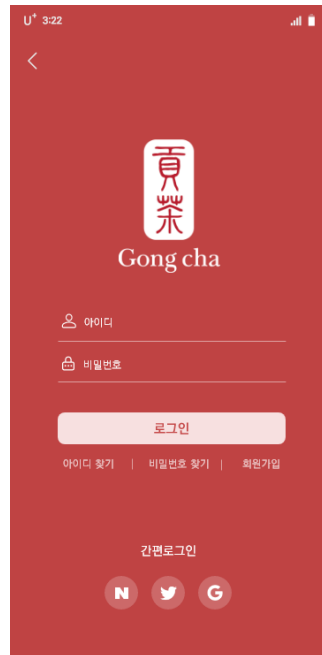 U+ 3:22
貢
茶
Gong cha
아이디
비밀번호
로그인
아이디 찾기 | 비밀번호 찾기 | 회원가입
간편로그인
N G